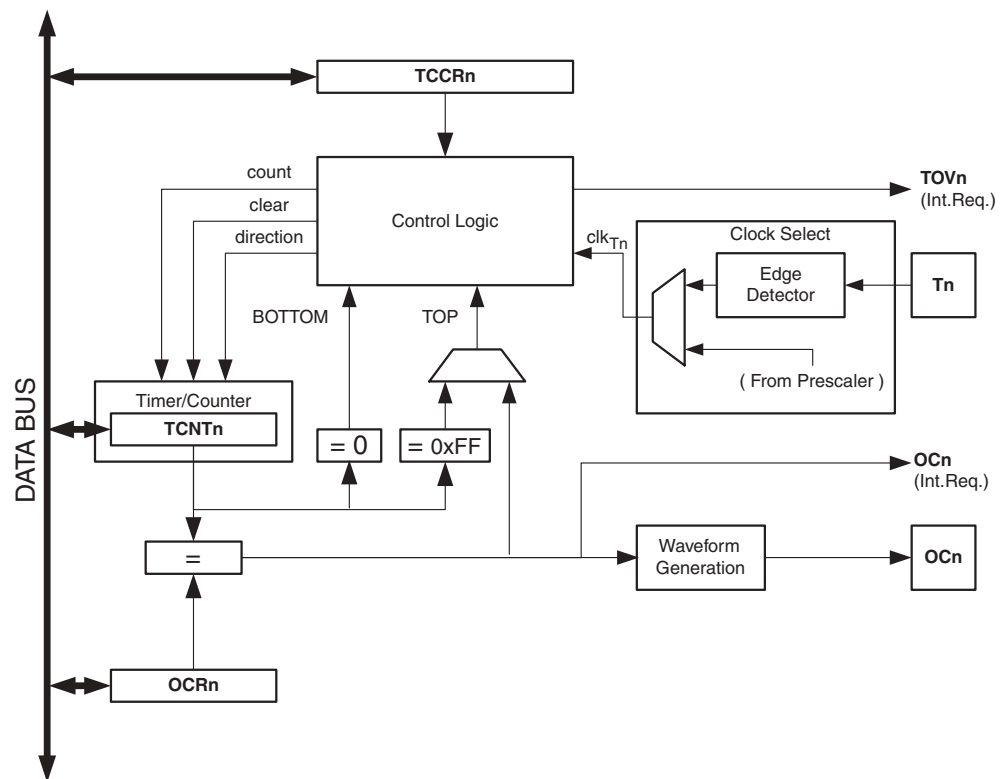 TCCRn
count
clear
direction
Control Logic
TOVn
(Int.Req.)
clkTn
Clock Select
Edge
Detector
Tn
( From Prescaler )
BOTTOM
TOP
Timer/Counter
TCNTn
= 0
= 0xFF
DATA BUS
OCn
(Int.Req.)
=
Waveform
Generation
OCn
OCRn